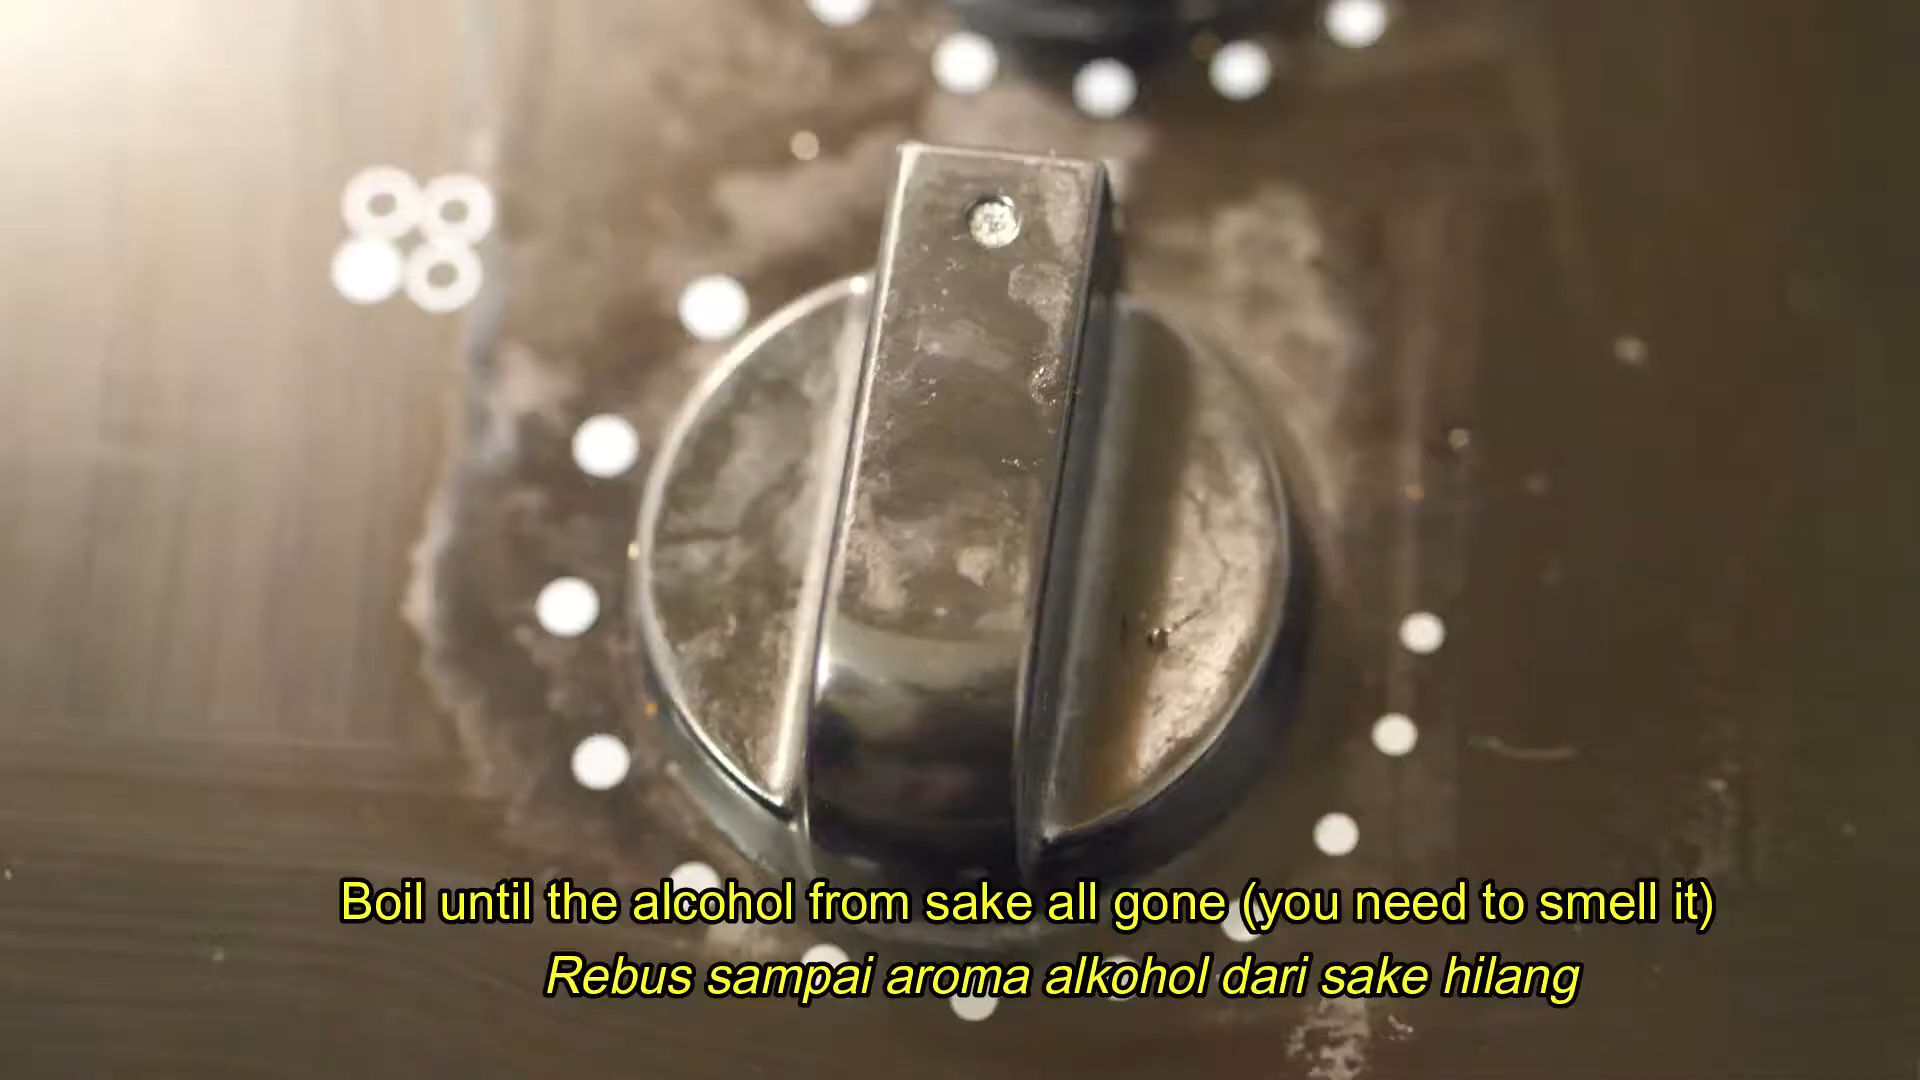 Boil until the alcohol from sake all gone (you need to smell it)
Rebus sampai aroma alkohol dari sake hilang